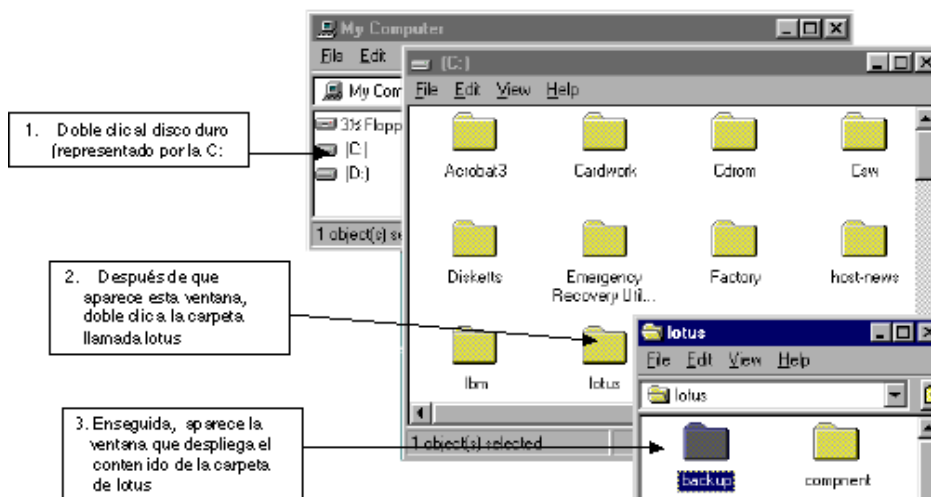 My Computer
File Edit
My Com
3½ Flopp
(C:)
(D:)
1 object(s) se
1. Doble clic al disco duro
(representado por la C:
(C:)
File Edit View Help
Acrobat3 Cardwork Cdrom Csw
Disketts Emergency Recovery Util... Factory host-news
Ibm lotus
1 object(s) selected
2. Después de que
aparece esta ventana,
doble clic a la carpeta
llamada lotus
lotus
File Edit View Help
lotus
backup compnent
3. Enseguida, aparece la
ventana que despliega el
contenido de la carpeta
de lotus